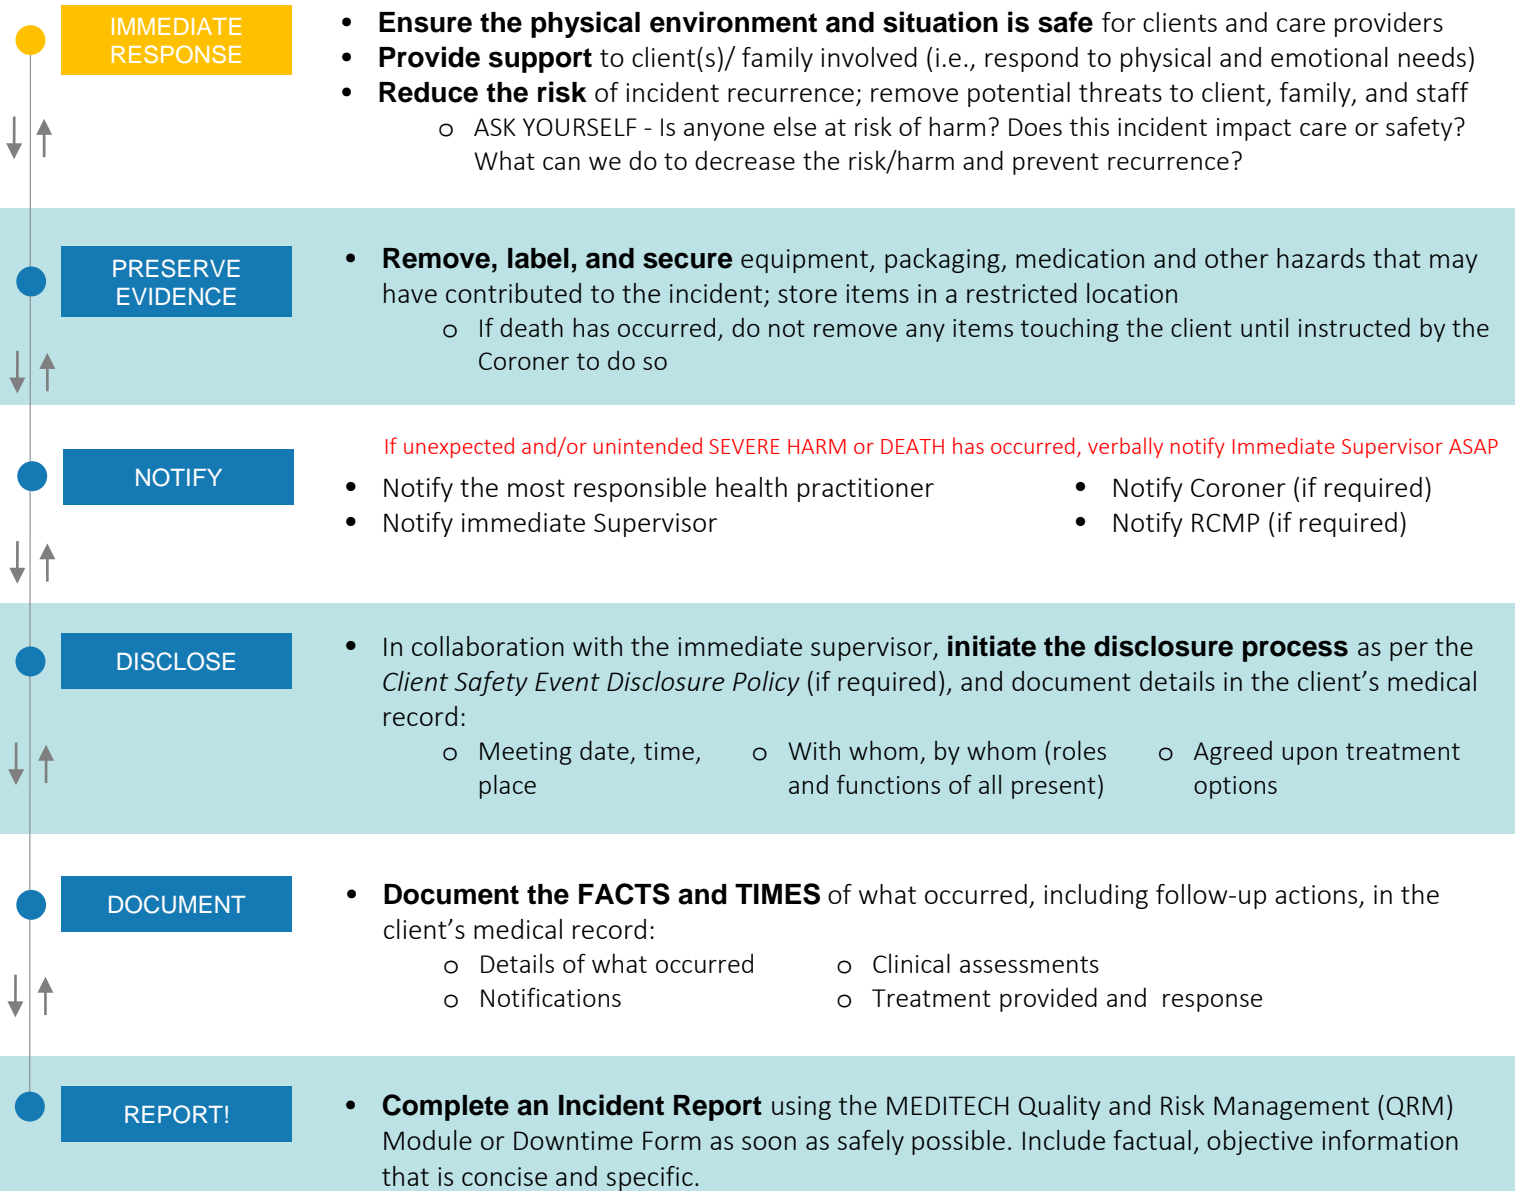 IMMEDIATE
RESPONSE
• Ensure the physical environment and situation is safe for clients and care providers
• Provide support to client(s)/ family involved (i.e., respond to physical and emotional needs)
• Reduce the risk of incident recurrence; remove potential threats to client, family, and staff
o ASK YOURSELF - Is anyone else at risk of harm? Does this incident impact care or safety?
What can we do to decrease the risk/harm and prevent recurrence?
PRESERVE
EVIDENCE
• Remove, label, and secure equipment, packaging, medication and other hazards that may
have contributed to the incident; store items in a restricted location
o If death has occurred, do not remove any items touching the client until instructed by the
Coroner to do so
NOTIFY
If unexpected and/or unintended SEVERE HARM or DEATH has occurred, verbally notify Immediate Supervisor ASAP
• Notify the most responsible health practitioner
• Notify immediate Supervisor
• Notify Coroner (if required)
• Notify RCMP (if required)
DISCLOSE
• In collaboration with the immediate supervisor, initiate the disclosure process as per the
Client Safety Event Disclosure Policy (if required), and document details in the client’s medical
record:
o Meeting date, time,
place
o With whom, by whom (roles
and functions of all present)
o Agreed upon treatment
options
DOCUMENT
• Document the FACTS and TIMES of what occurred, including follow-up actions, in the
client’s medical record:
o Details of what occurred
o Notifications
o Clinical assessments
o Treatment provided and response
REPORT!
• Complete an Incident Report using the MEDITECH Quality and Risk Management (QRM)
Module or Downtime Form as soon as safely possible. Include factual, objective information
that is concise and specific.